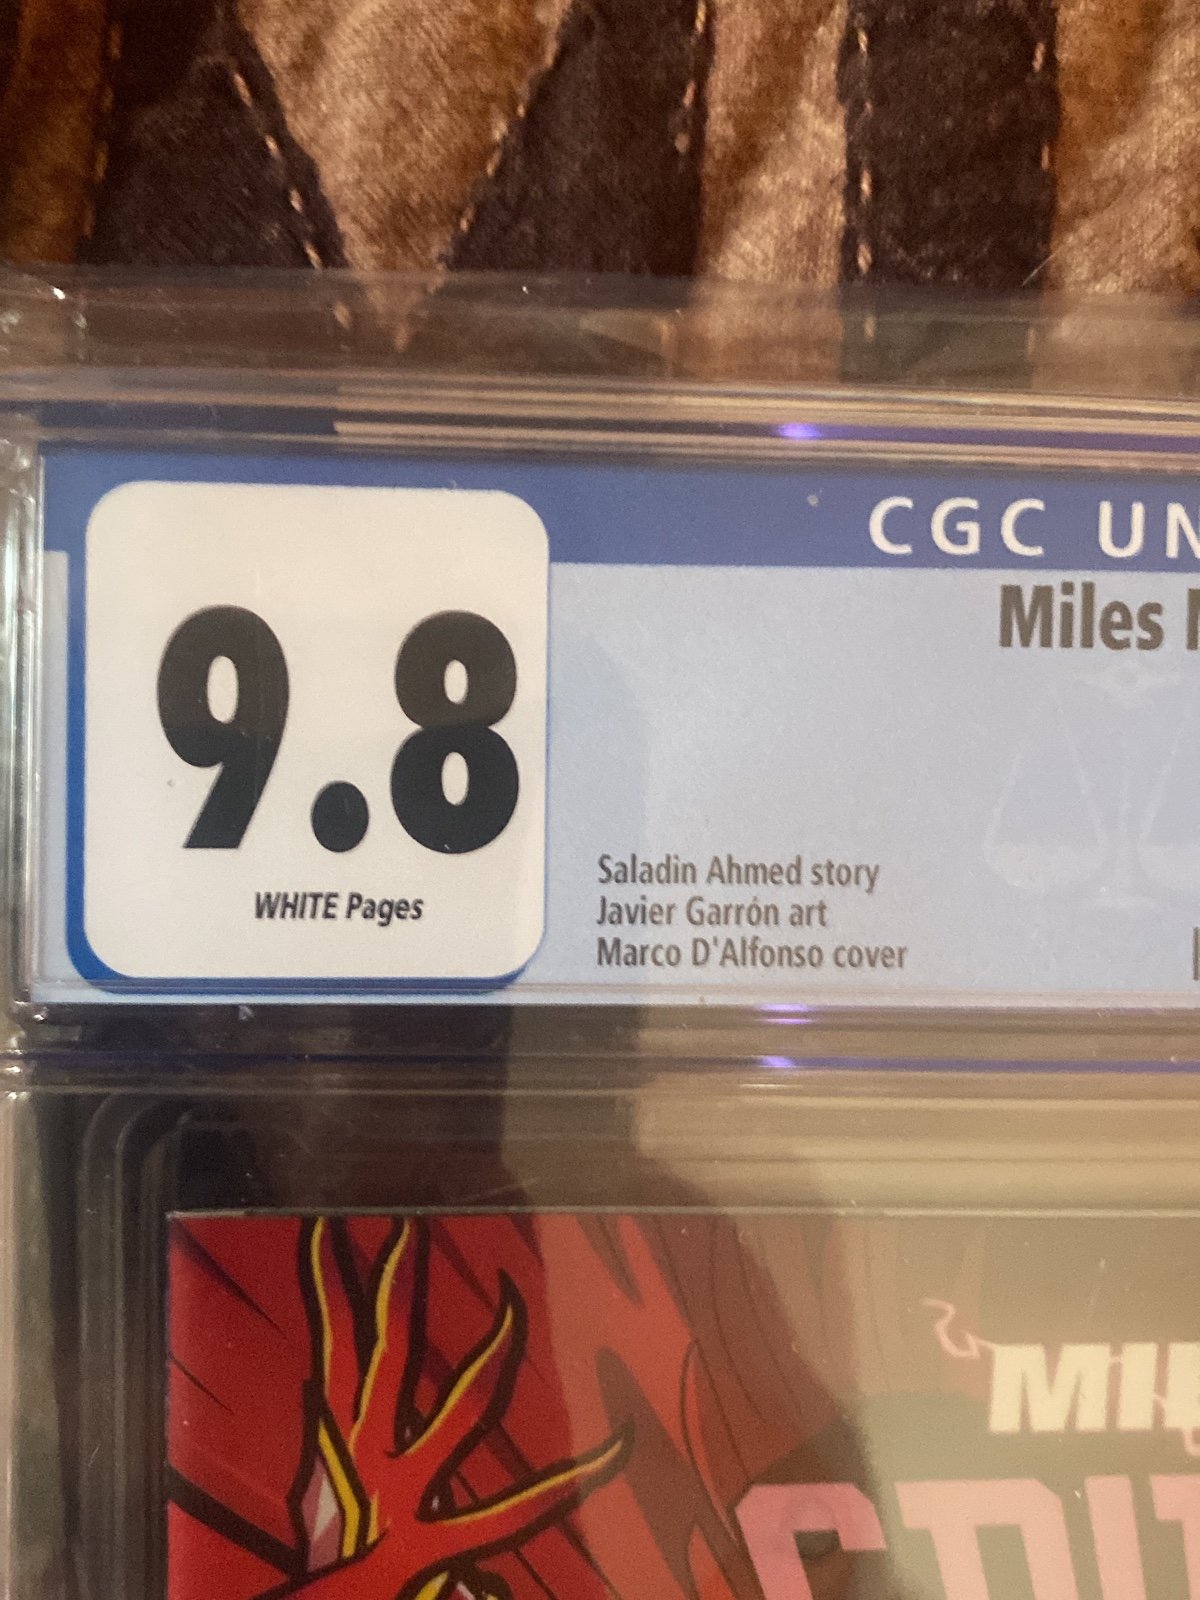 CGC UN
Miles
9.8
WHITE Pages
Saladin Ahmed story
Javier Garrón art
Marco D'Alfonso cover